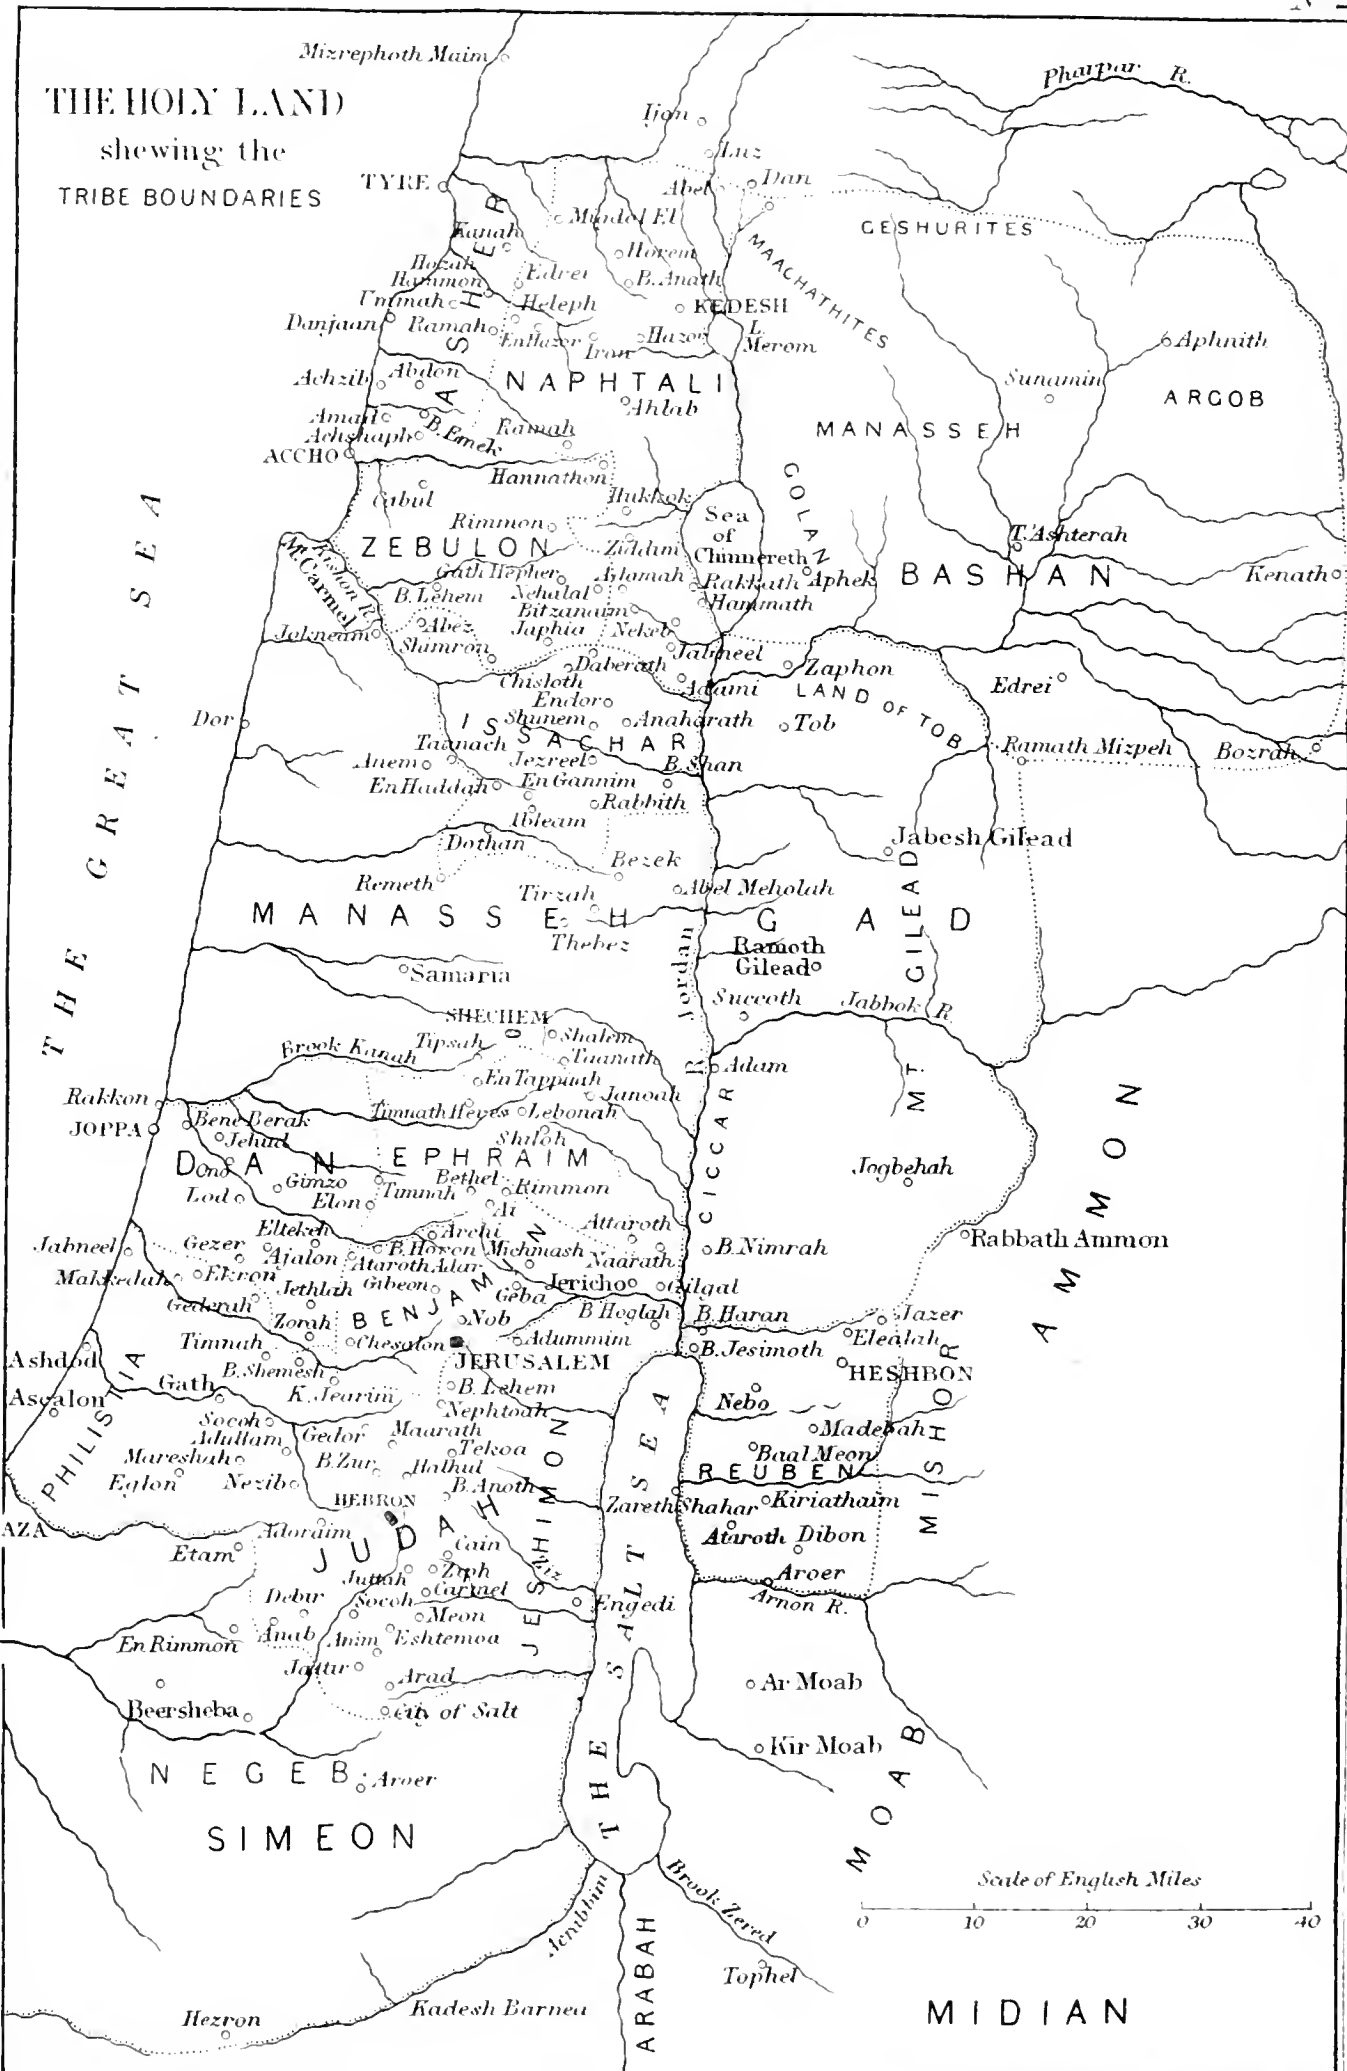 Mizrephoth Maim
Pharpar R.
THE HOLY LAND
shewing the
TRIBE BOUNDARIES
Ijon
Luz
TYRE
Abel
Dan
Migdol El
GESHURITES
Kanah
Horem
MAACHATHITES
Hozah
Hammon
Edrei
B. Anath
Ummah
Heleph
KEDESH
Danjaan
Ramah
EnHazor
Hazor
Iron
L.
Merom
Aphnith
ASHER
Achzib
Abdon
NAPHTALI
Sunamin
ARGOB
Ahlab
Amad
Achshaph
B. Emek
Ramah
MANASSEH
ACCHO
Hannathon
GOLAN
Cabul
Hukkok
Rimmon
Sea
of
Chinnereth
T. Ashterah
ZEBULON
Ziddim
BASHAN
Kenath
Mt. Carmel
Kishon R.
Gath Hepher
Adamah
Rakkath
Aphek
B. Lehem
Nehalal
Hammath
Bitzanaim
Abez
Japhia
Nekeb
Jokneam
Shimron
Jabneel
Daberath
Zaphon
Chisloth
Adami
LAND OF TOB
Edrei
Endor
Dor
Shunem
Anaharath
Tob
ISSACHAR
Taanach
Ramath Mizpeh
Bozrah
Anem
Jezreel
B. Shan
En Haddah
En Gannim
Rabbith
Ibleam
Dothan
Jabesh Gilead
Bezek
Remeth
Tirzah
Abel Meholah
MANASSEH
GAD
Thebez
Ramoth
Gilead
Samaria
Jordan R.
MT. GILEAD
Succoth
Jabbok R.
SHECHEM
Shalem
Tipsah
Brook Kanah
Taanath
Adam
En Tappuah
Janoah
Rakkon
Timnath Heres
Lebonah
Bene Berak
JOPPA
Jehud
Shiloh
CICCAR
DAN
EPHRAIM
Ono
Jogbehah
Gimzo
Bethel
Rimmon
Lod
Elon
Timnah
Ai
AMMON
Eltekeh
Archi
Attaroth
Jabneel
Gezer
Ajalon
B. Horon
Michmash
B. Nimrah
Rabbath Ammon
Ataroth Adar
Naarath
Makkedah
Ekron
Jethlah
Gibeon
Geba
Jericho
Gilgal
Gederah
BENJAMIN
B. Hoglah
B. Haran
Jazer
Zorah
Nob
Timnah
Chesalon
Adummim
Elealah
Ashdod
B. Shemesh
JERUSALEM
B. Jesimoth
HESHBON
Gath
K. Jearim
B. Lehem
Nebo
Ascalon
Nephtoah
PHILISTIA
Socoh
Adullam
Gedor
Maarath
Madebah
Mareshah
B. Zur
Tekoa
Baal Meon
Halhul
REUBEN
MISHOR
Eglon
Nezib
B. Anoth
HEBRON
JESHIMON
Zareth Shahar
Kiriathaim
AZA
Adoraim
Ataroth
Dibon
Etam
JUDAH
Cain
Ziz
Juttah
Ziph
Aroer
Debir
Socoh
Carmel
Engedi
Arnon R.
Meon
En Rimmon
Anab
Anim
Eshtemoa
Jattir
Arad
Ar Moab
Beersheba
City of Salt
Kir Moab
NEGEB
Aroer
MOAB
THE SALT SEA
SIMEON
THE GREAT SEA
Acrabbim
Brook Zered
Scale of English Miles
0 10 20 30 40
ARABAH
Tophel
Hezron
Kadesh Barnea
MIDIAN